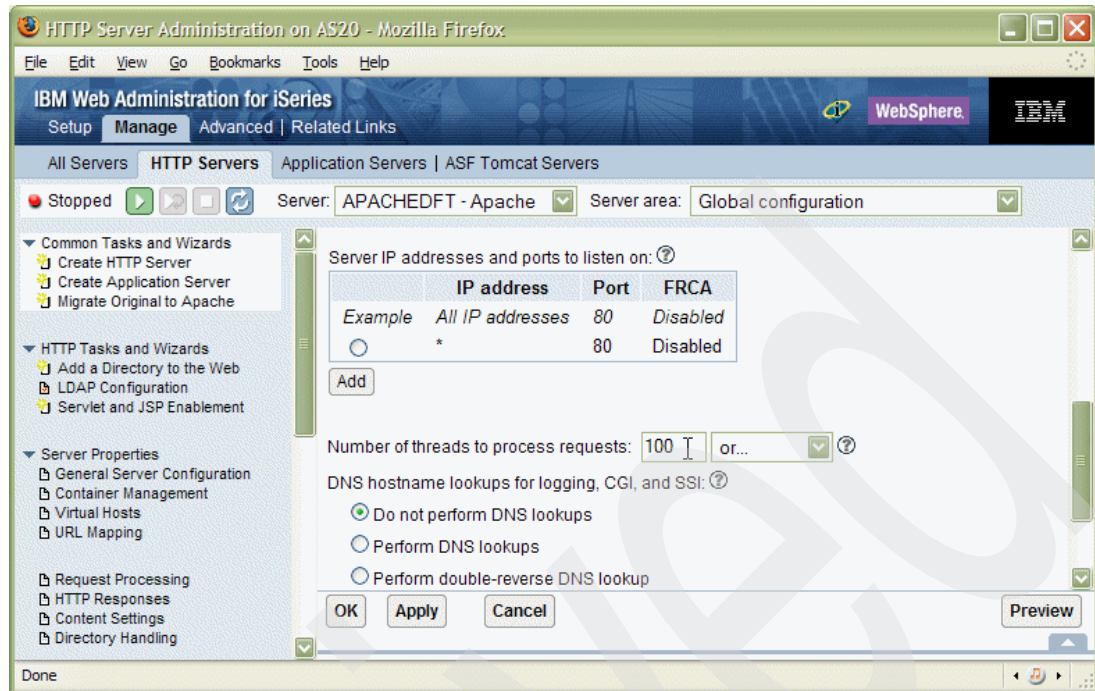 HTTP Server Administration on AS20 - Mozilla Firefox
File Edit View Go Bookmarks Tools Help
IBM Web Administration for iSeries
Setup Manage Advanced | Related Links
WebSphere.
IBM
All Servers HTTP Servers Application Servers | ASF Tomcat Servers
Stopped Server: APACHEDFT - Apache Server area: Global configuration
Common Tasks and Wizards
Create HTTP Server
Create Application Server
Migrate Original to Apache
HTTP Tasks and Wizards
Add a Directory to the Web
LDAP Configuration
Servlet and JSP Enablement
Server Properties
General Server Configuration
Container Management
Virtual Hosts
URL Mapping
Request Processing
HTTP Responses
Content Settings
Directory Handling
Server IP addresses and ports to listen on: ?
IP address Port FRCA
Example All IP addresses 80 Disabled
* 80 Disabled
Add
Number of threads to process requests: 100 or... ?
DNS hostname lookups for logging, CGI, and SSI: ?
Do not perform DNS lookups
Perform DNS lookups
Perform double-reverse DNS lookup
OK Apply Cancel Preview
Done